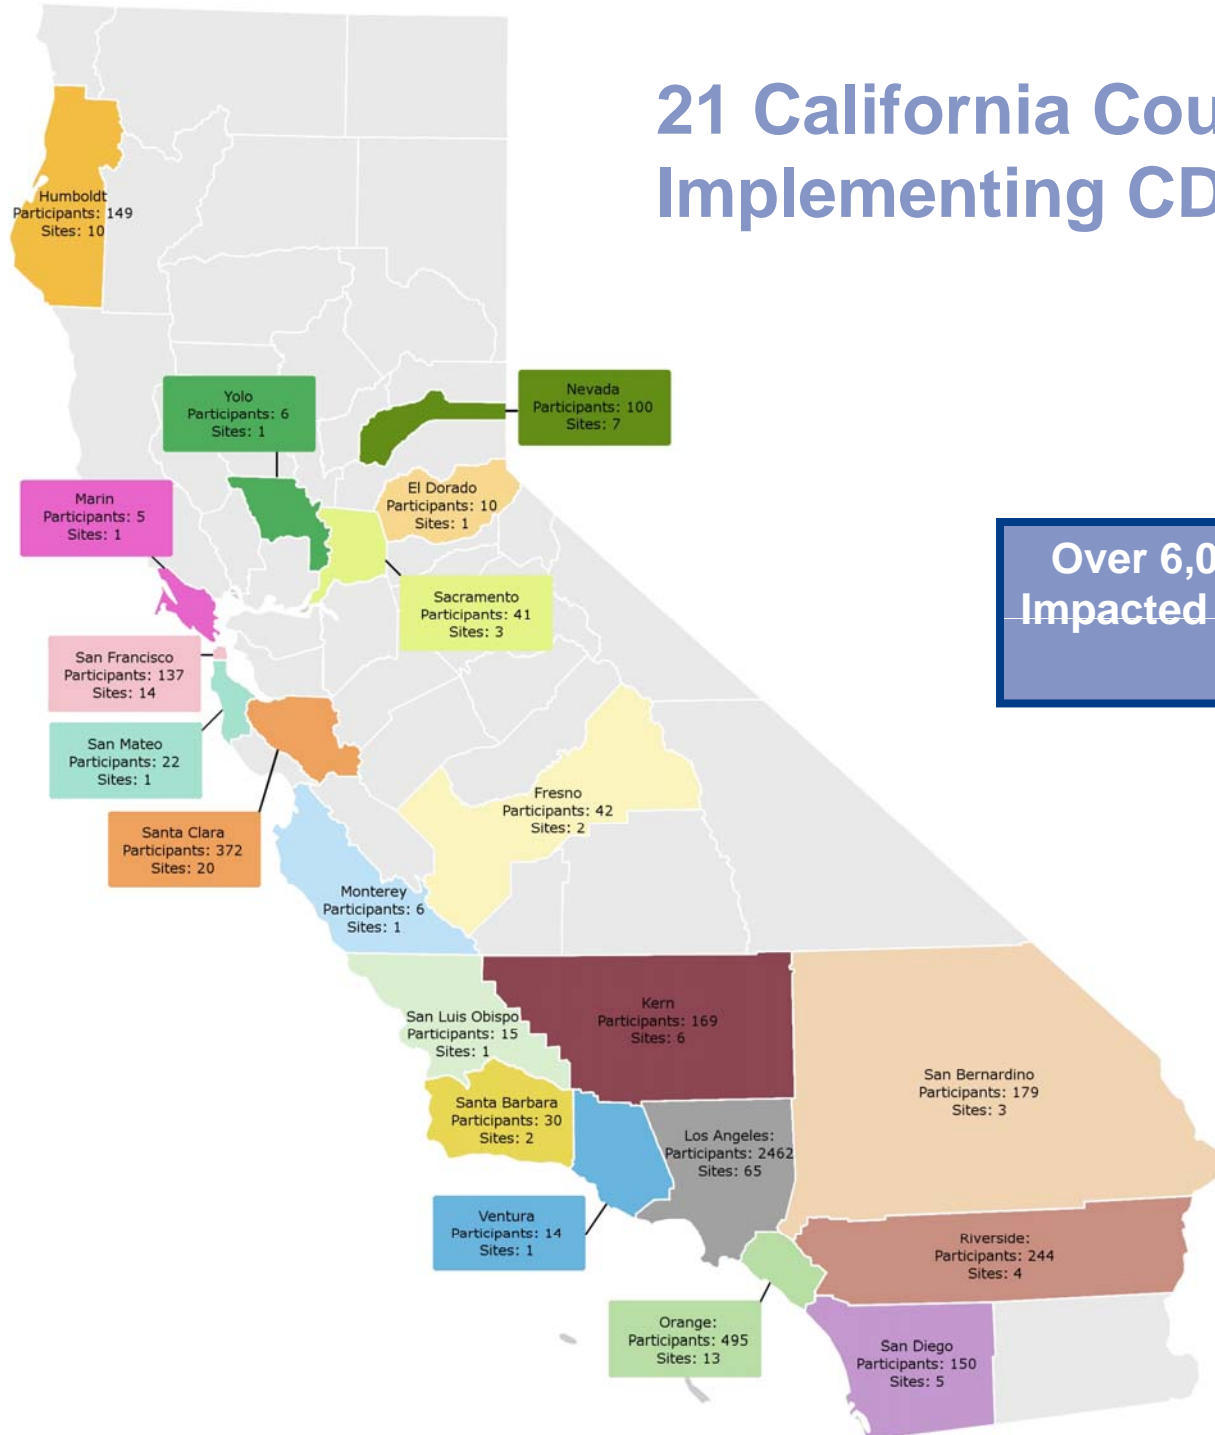 21 California Cou
Implementing CD
Humboldt
Participants: 149
Sites: 10
Yolo
Participants: 6
Sites: 1
Nevada
Participants: 100
Sites: 7
Marin
Participants: 5
Sites: 1
El Dorado
Participants: 10
Sites: 1
Over 6,0
Impacted
Sacramento
Participants: 41
Sites: 3
San Francisco
Participants: 137
Sites: 14
San Mateo
Participants: 22
Sites: 1
Santa Clara
Participants: 372
Sites: 20
Fresno
Participants: 42
Sites: 2
Monterey
Participants: 6
Sites: 1
San Luis Obispo
Participants: 15
Sites: 1
Kern
Participants: 169
Sites: 6
San Bernardino
Participants: 179
Sites: 3
Santa Barbara
Participants: 30
Sites: 2
Los Angeles:
Participants: 2462
Sites: 65
Ventura
Participants: 14
Sites: 1
Riverside:
Participants: 244
Sites: 4
Orange:
Participants: 495
Sites: 13
San Diego
Participants: 150
Sites: 5